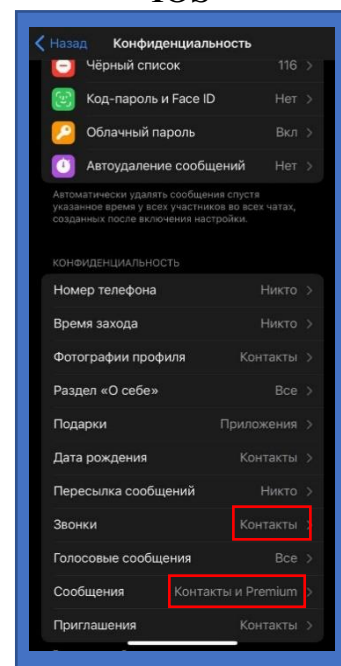 iOS
Назад Конфиденциальность
Чёрный список 116
Код-пароль и Face ID Нет
Облачный пароль Вкл
Автоудаление сообщений Нет
Автоматически удалять сообщения спустя
указанное время у всех участников во всех чатах,
созданных после включения настройки.
КОНФИДЕНЦИАЛЬНОСТЬ
Номер телефона Никто
Время захода Никто
Фотографии профиля Контакты
Раздел «О себе» Все
Подарки Приложения
Дата рождения Контакты
Пересылка сообщений Никто
Звонки Контакты
Голосовые сообщения Все
Сообщения Контакты и Premium
Приглашения Контакты